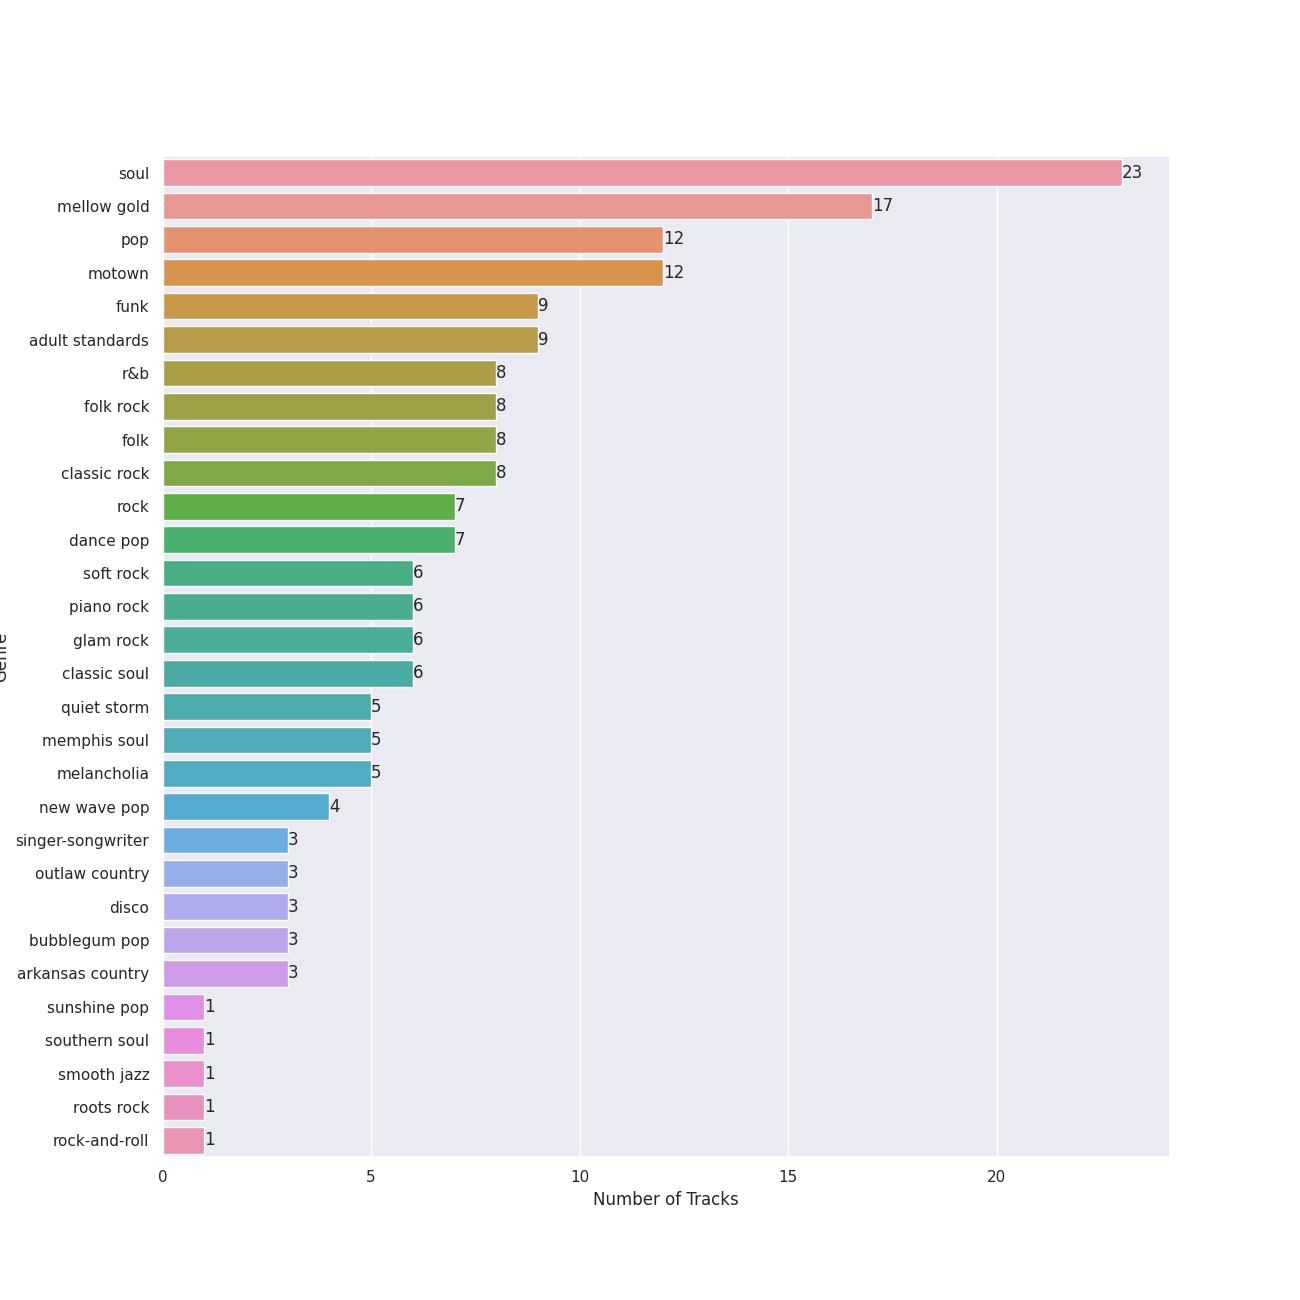 soul 23
mellow gold 17
pop 12
motown 12
funk 9
adult standards 9
r&b 8
folk rock 8
folk 8
classic rock 8
rock 7
dance pop 7
soft rock 6
piano rock 6
glam rock 6
classic soul 6
quiet storm 5
memphis soul 5
melancholia 5
new wave pop 4
singer-songwriter 3
outlaw country 3
disco 3
bubblegum pop 3
arkansas country 3
sunshine pop 1
southern soul 1
smooth jazz 1
roots rock 1
rock-and-roll 1
0 5 10 15 20
Number of Tracks
Genre